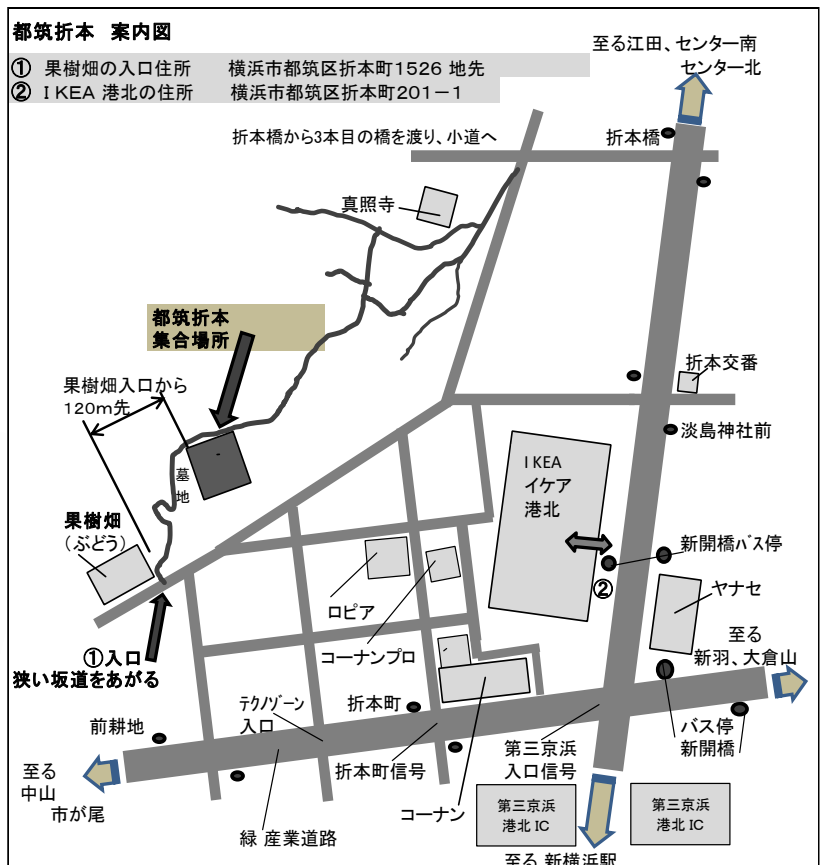 都筑折本 案内図
① 果樹畑の入口住所 横浜市都筑区折本町1526 地先
② IKEA 港北の住所 横浜市都筑区折本町201－1
至る江田、センター南
センター北
折本橋から3本目の橋を渡り、小道へ
折本橋
真照寺
都筑折本
集合場所
折本交番
果樹畑入口から
120m先
淡島神社前
墓
地
IKEA
イケア
港北
果樹畑
（ぶどう）
新開橋バス停
②
ヤナセ
ロピア
コーナンプロ
至る
新羽、大倉山
①入口
狭い坂道をあがる
テクノゾーン
入口
折本町
前耕地
バス停
新開橋
第三京浜
入口信号
折本町信号
至る
中山
市が尾
コーナン
第三京浜
港北 IC
第三京浜
港北 IC
緑 産業道路
至る 新横浜駅